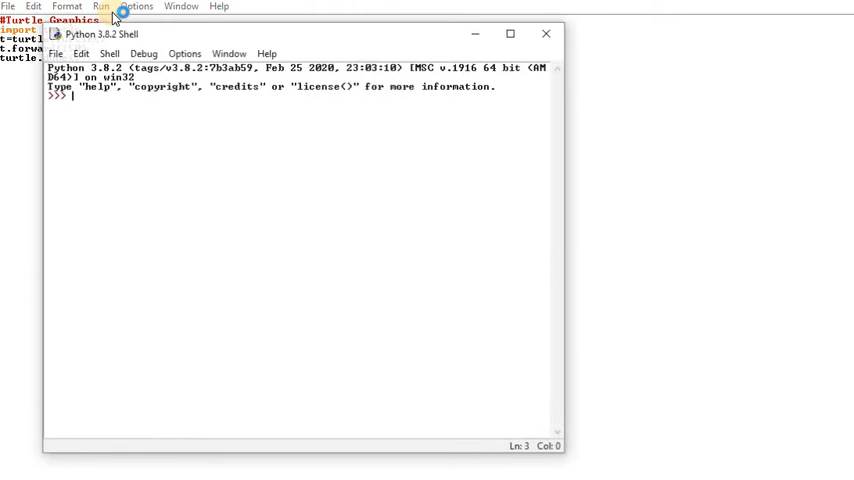 File Edit Format Run Options Window Help
#Turtle Graphics
import
t=turtl
t.forwar
turtle.
Python 3.8.2 Shell
File Edit Shell Debug Options Window Help
Python 3.8.2 (tags/v3.8.2:7b3ab59, Feb 25 2020, 23:03:10) [MSC v.1916 64 bit (AM
D64)] on win32
Type "help", "copyright", "credits" or "license()" for more information.
>>>
Ln: 3 Col: 0